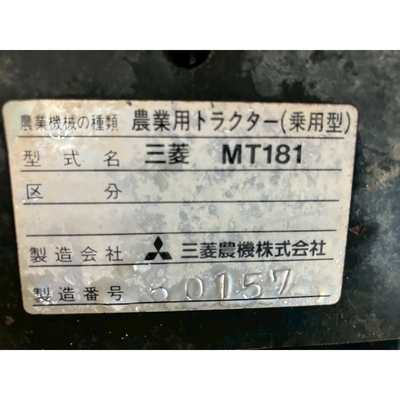 農業機械の種類 農業用トラクター(乗用型)
型式名 三菱 MT181
区分
製造会社 三菱農機株式会社
製造番号 60157